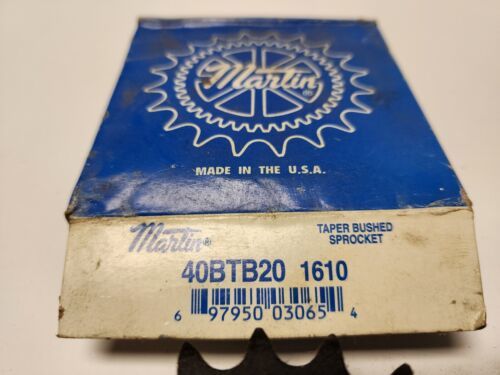 Martin®
MADE IN THE U.S.A.
Martin®
TAPER BUSHED
SPROCKET
40BTB20 1610
6 97950 03065 4